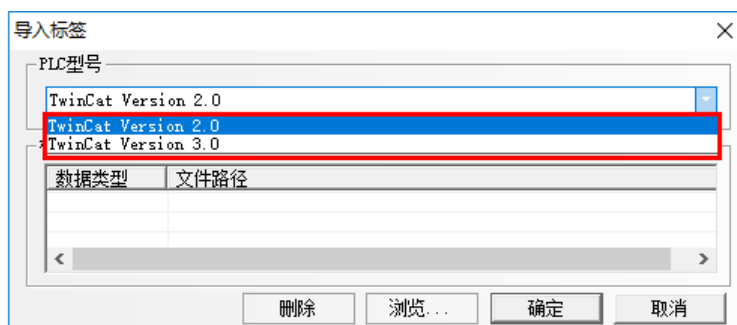 导入标签
PLC型号
TwinCat Version 2.0
TwinCat Version 2.0
TwinCat Version 3.0
数据类型 文件路径
删除 浏览... 确定 取消